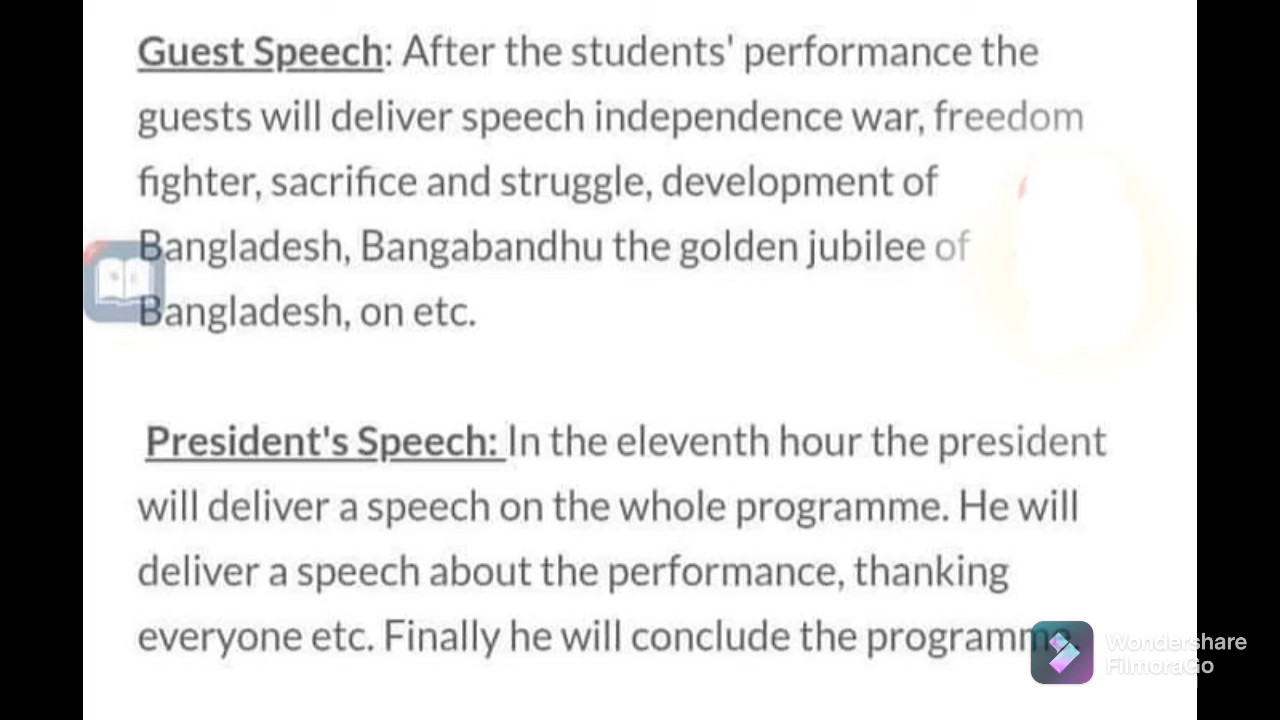 Guest Speech: After the students' performance the
guests will deliver speech independence war, freedom
fighter, sacrifice and struggle, development of
Bangladesh, Bangabandhu the golden jubilee of
Bangladesh, on etc.
President's Speech: In the eleventh hour the president
will deliver a speech on the whole programme. He will
deliver a speech about the performance, thanking
everyone etc. Finally he will conclude the programme.
Wondershare
FilmoraGo